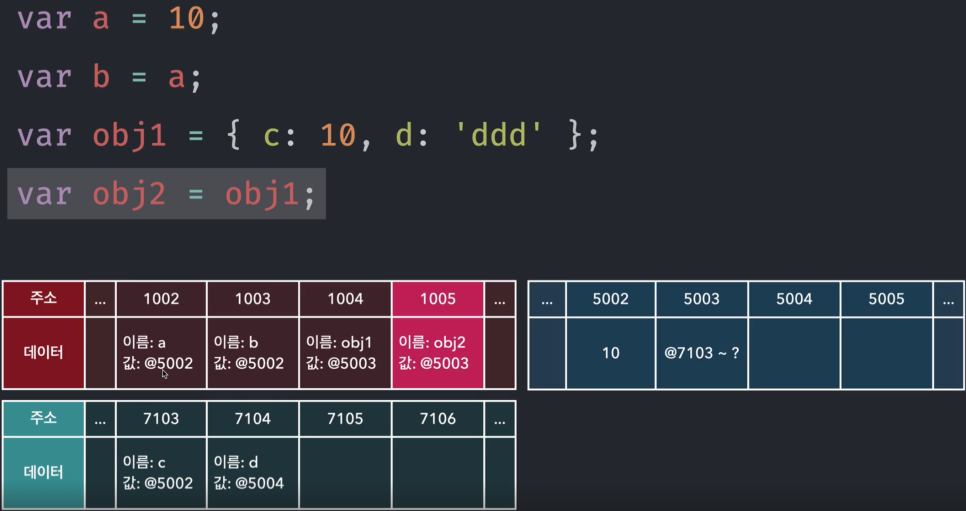 var a = 10;
var b = a;
var obj1 = { c: 10, d: 'ddd' };
var obj2 = obj1;
주소 ... 1002 1003 1004 1005 ...
데이터 이름: a 이름: b 이름: obj1 이름: obj2
값: @5002 값: @5002 값: @5003 값: @5003
... 5002 5003 5004 5005 ...
10 @7103 ~ ?
주소 ... 7103 7104 7105 7106 ...
데이터 이름: c 이름: d
값: @5002 값: @5004